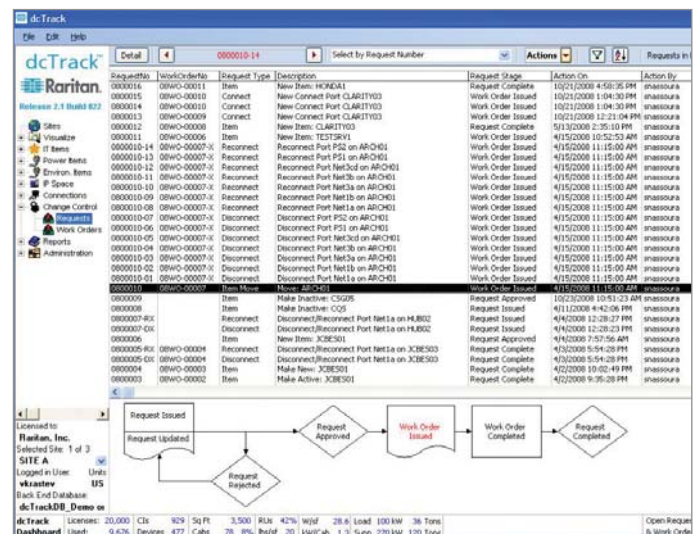 dcTrack
File Edit Help
dcTrack™
Raritan.
Release 2.1 Build 022
Detail 0800010-14 Select by Request Number Actions Requests in
RequestNo WorkOrderNo Request Type Description Request Stage Action On Action By
0800016 08WO-00011 Item New Item: HONDA1 Request Complete 10/21/2008 4:50:35 PM snassoura
0800015 08WO-00010 Connect New Connect Port CLARITY03 Work Order Issued 10/21/2008 1:04:30 PM snassoura
0800014 08WO-00010 Connect New Connect Port CLARITY03 Work Order Issued 10/21/2008 1:04:30 PM snassoura
0800013 08WO-00009 Connect New Connect Port CLARITY03 Work Order Issued 10/21/2008 12:21:04 PM snassoura
0800012 08WO-00008 Item New Item: CLARITY03 Request Complete 5/13/2008 2:35:10 PM snassoura
0800011 08WO-00006 Item New Item: TESTSRV1 Work Order Issued 4/15/2008 10:52:53 AM snassoura
0800010-14 08WO-00007-X Reconnect Reconnect Port PS2 on ARCH01 Work Order Issued 4/15/2008 11:15:00 AM snassoura
0800010-13 08WO-00007-X Reconnect Reconnect Port PS1 on ARCH01 Work Order Issued 4/15/2008 11:15:00 AM snassoura
0800010-12 08WO-00007-X Reconnect Reconnect Port Net3cd on ARCH01 Work Order Issued 4/15/2008 11:15:00 AM snassoura
0800010-11 08WO-00007-X Reconnect Reconnect Port Net3b on ARCH01 Work Order Issued 4/15/2008 11:15:00 AM snassoura
0800010-10 08WO-00007-X Reconnect Reconnect Port Net3a on ARCH01 Work Order Issued 4/15/2008 11:15:00 AM snassoura
0800010-09 08WO-00007-X Reconnect Reconnect Port Net1b on ARCH01 Work Order Issued 4/15/2008 11:15:00 AM snassoura
0800010-08 08WO-00007-X Reconnect Reconnect Port Net1a on ARCH01 Work Order Issued 4/15/2008 11:15:00 AM snassoura
0800010-07 08WO-00007-X Disconnect Disconnect Port PS2 on ARCH01 Work Order Issued 4/15/2008 11:15:00 AM snassoura
0800010-06 08WO-00007-X Disconnect Disconnect Port PS1 on ARCH01 Work Order Issued 4/15/2008 11:15:00 AM snassoura
0800010-05 08WO-00007-X Disconnect Disconnect Port Net3cd on ARCH01 Work Order Issued 4/15/2008 11:15:00 AM snassoura
0800010-04 08WO-00007-X Disconnect Disconnect Port Net3b on ARCH01 Work Order Issued 4/15/2008 11:15:00 AM snassoura
0800010-03 08WO-00007-X Disconnect Disconnect Port Net3a on ARCH01 Work Order Issued 4/15/2008 11:15:00 AM snassoura
0800010-02 08WO-00007-X Disconnect Disconnect Port Net1b on ARCH01 Work Order Issued 4/15/2008 11:15:00 AM snassoura
0800010-01 08WO-00007-X Disconnect Disconnect Port Net1a on ARCH01 Work Order Issued 4/15/2008 11:15:00 AM snassoura
0800010 08WO-00007 Item Move Move: ARCH01 Work Order Issued 4/15/2008 11:15:00 AM snassoura
0800009 Item Make Inactive: CSG05 Request Approved 10/23/2008 10:51:23 AM snassoura
0800008 Item Make Inactive: CQ5 Request Issued 4/11/2008 4:42:06 PM snassoura
0800007-RX Reconnect Disconnect/Reconnect Port Net1a on HUB02 Request Issued 4/4/2008 12:28:27 PM snassoura
0800007-DX Disconnect Disconnect/Reconnect Port Net1a on HUB02 Request Issued 4/4/2008 12:28:23 PM snassoura
0800006 Item New Item: JCBES01 Request Approved 4/4/2008 7:57:56 AM snassoura
0800005-RX 08WO-00004 Reconnect Disconnect/Reconnect Port Net1a on JCBES03 Request Complete 4/3/2008 5:54:28 PM snassoura
0800005-DX 08WO-00004 Disconnect Disconnect/Reconnect Port Net1a on JCBES03 Request Complete 4/3/2008 5:54:28 PM snassoura
0800004 08WO-00003 Item Make New: JCBES01 Request Complete 4/2/2008 10:02:49 PM snassoura
0800003 08WO-00002 Item Make Active: JCBES01 Request Complete 4/2/2008 9:35:28 PM snassoura
Sites
Visualize
IT Items
Power Items
Environ. Items
IP Space
Connections
Change Control
Requests
Work Orders
Reports
Administration
Request Issued
Request Updated
Request Rejected
Request Approved
Work Order Issued
Work Order Completed
Request Completed
Licensed to:
Raritan, Inc.
Selected Site: 1 of 3
SITE A
Logged in User: Units
vkrastev US
Back End Database:
dcTrackDB_Demo
dcTrack Licenses: 20,000 CIs 929 Sq Ft 3,500 RUs 42% W/sf 28.6 Load 100 kW 36 Tons Open Reques
Dashboard Used: 9,676 Devices 477 Cabs 78 8% lbs/sf 20 kW/Cab 1.3 Supp 270 kW 120 Tons & Work Orde